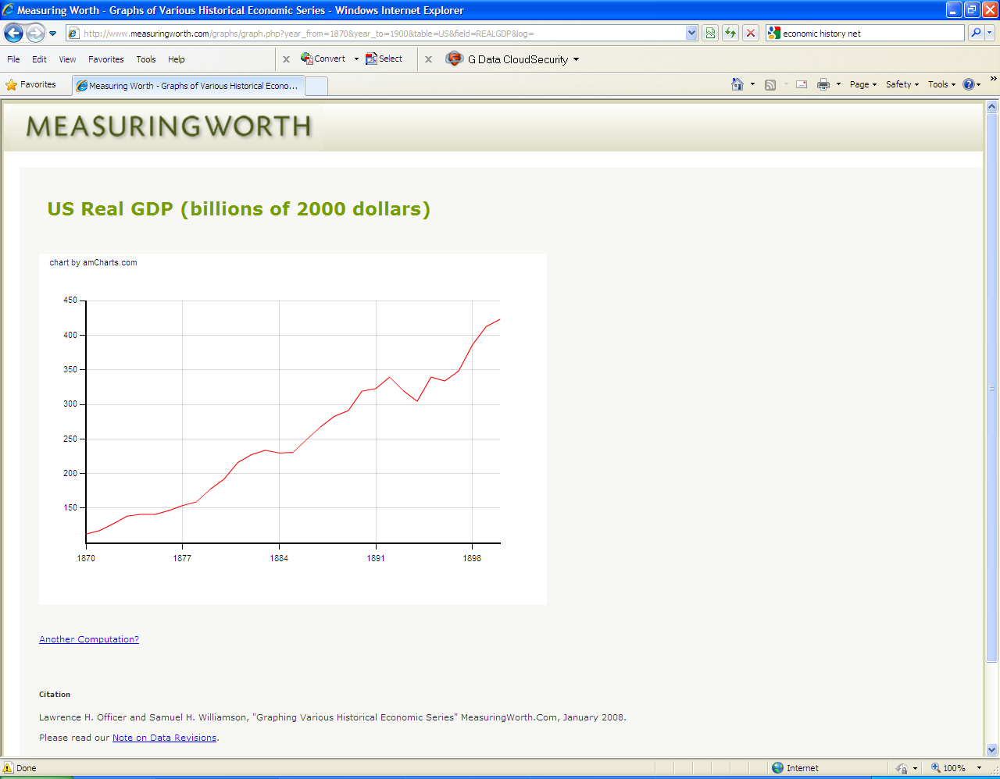 Measuring Worth - Graphs of Various Historical Economic Series - Windows Internet Explorer
http://www.measuringworth.com/graphs/graph.php?year_from=1870&year_to=1900&table=US&field=REALGDP&log=
economic history net
File Edit View Favorites Tools Help
x Convert Select x G Data CloudSecurity
Favorites Measuring Worth - Graphs of Various Historical Econo... Page Safety Tools »
MEASURINGWORTH
US Real GDP (billions of 2000 dollars)
chart by amCharts.com
450
400
350
300
250
200
150
1870 1877 1884 1891 1898
Another Computation?
Citation
Lawrence H. Officer and Samuel H. Williamson, "Graphing Various Historical Economic Series" MeasuringWorth.Com, January 2008.
Please read our Note on Data Revisions.
Done Internet 100%